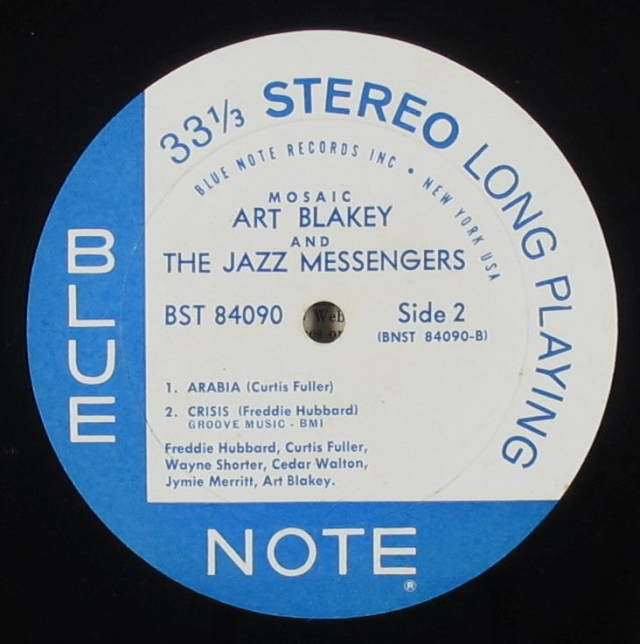 33⅓ STEREO LONG PLAYING
BLUE NOTE RECORDS INC • NEW YORK USA
MOSAIC
ART BLAKEY
AND
THE JAZZ MESSENGERS
BST 84090
Side 2
(BNST 84090-B)
Web
1. ARABIA (Curtis Fuller)
2. CRISIS (Freddie Hubbard)
GROOVE MUSIC - BMI
Freddie Hubbard, Curtis Fuller,
Wayne Shorter, Cedar Walton,
Jymie Merritt, Art Blakey.
BLUE
NOTE
®